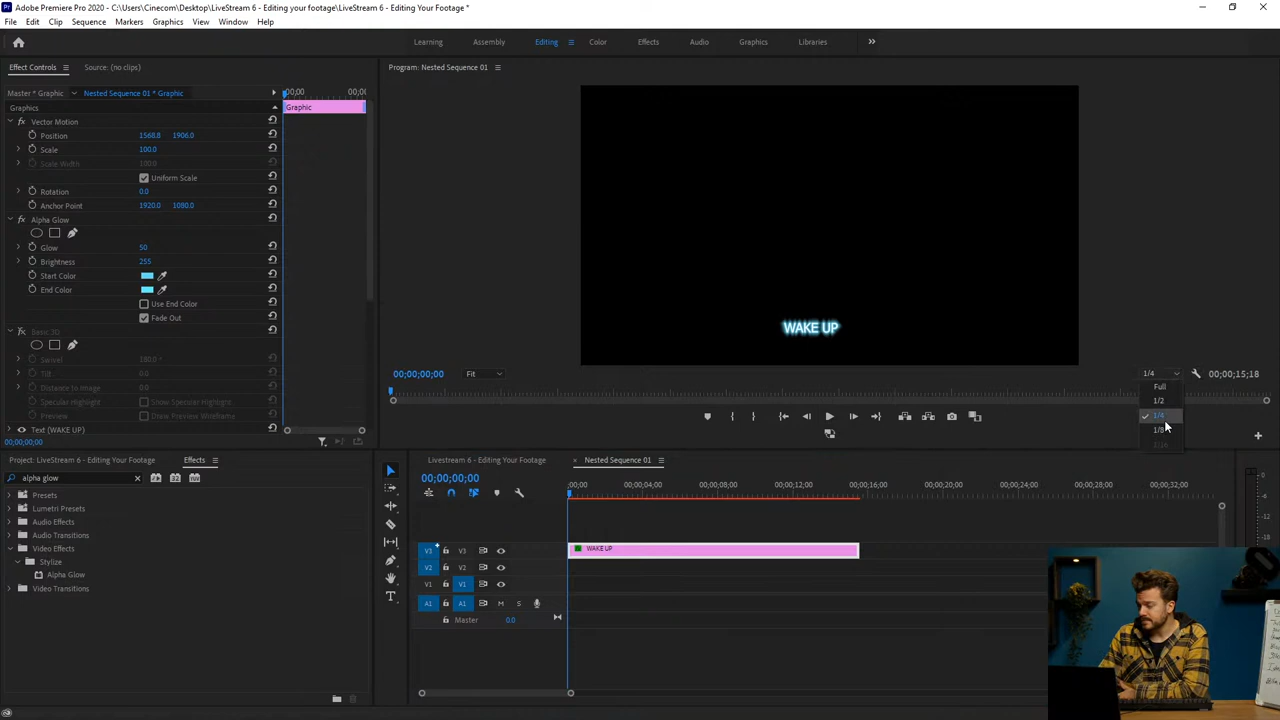 Adobe Premiere Pro 2020 - C:\Users\Cinecom\Desktop\LiveStream 6 - Editing your footage\LiveStream 6 - Editing Your Footage *
File Edit Clip Sequence Markers Graphics View Window Help
Learning Assembly Editing Effects Color Audio Graphics Libraries
Effect Controls Source: (no clips)
Program: Nested Sequence 01
Master * Graphic Nested Sequence 01 * Graphic
;00;00 00;0(
Graphics
Graphic
fx Vector Motion
Position 1568.8 1906.0
Scale 100.0
Scale Width 100.0
Uniform Scale
Rotation 0.0
Anchor Point 1920.0 1080.0
fx Alpha Glow
Glow 50
Brightness 255
Start Color
End Color
Use End Color
Fade Out
fx Basic 3D
Swivel
Tilt 0.0
Distance to Image 0.0
Specular Highlight Show Specular Highlight
Preview Draw Preview Wireframe
Text (WAKE UP)
00;00;00;00
WAKE UP
00;00;00;00 Fit 1/4 00;00;15;18
Full
1/2
1/4
1/8
1/16
Project: LiveStream 6 - Editing Your Footage Effects
alpha glow
Presets
Lumetri Presets
Audio Effects
Audio Transitions
Video Effects
Stylize
Alpha Glow
Video Transitions
Livestream 6 - Editing Your Footage Nested Sequence 01
00;00;00;00
;00;00 00;00;04;00 00;00;08;00 00;00;12;00 00;00;16;00 00;00;20;00 00;00;24;00 00;00;28;00 00;00;32;00
V3 V3 WAKE UP
V2 V2
V1 V1
A1 A1 M S
Master 0.0